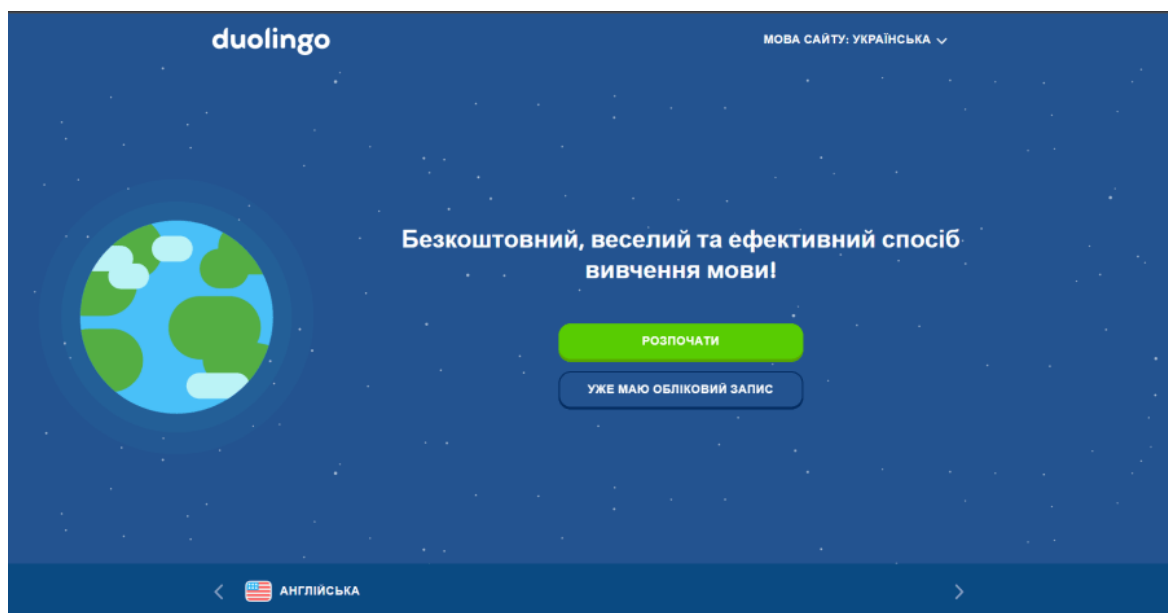 duolingo
МОВА САЙТУ: УКРАЇНСЬКА
Безкоштовний, веселий та ефективний спосіб
вивчення мови!
РОЗПОЧАТИ
УЖЕ МАЮ ОБЛІКОВИЙ ЗАПИС
АНГЛІЙСЬКА